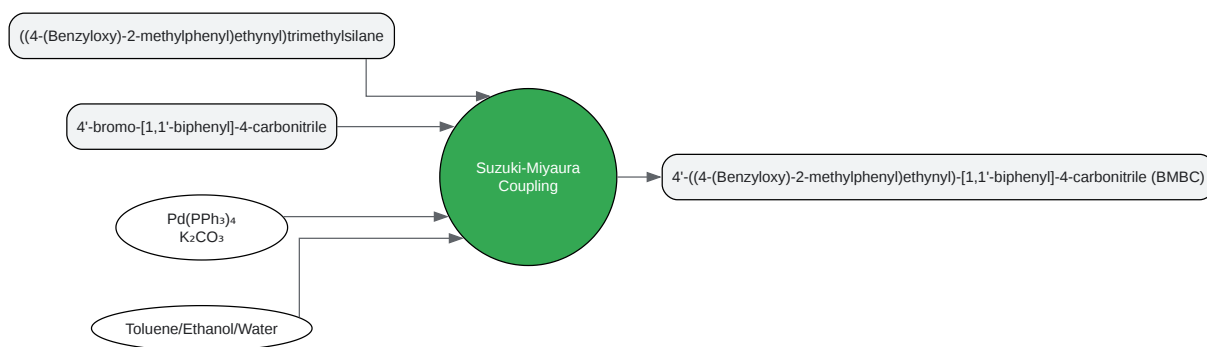 ((4-(Benzyloxy)-2-methylphenyl)ethynyl)trimethylsilane
4'-bromo-[1,1'-biphenyl]-4-carbonitrile
Pd(PPh₃)₄
K₂CO₃
Toluene/Ethanol/Water
Suzuki-Miyaura
Coupling
4'-((4-(Benzyloxy)-2-methylphenyl)ethynyl)-[1,1'-biphenyl]-4-carbonitrile (BMBC)